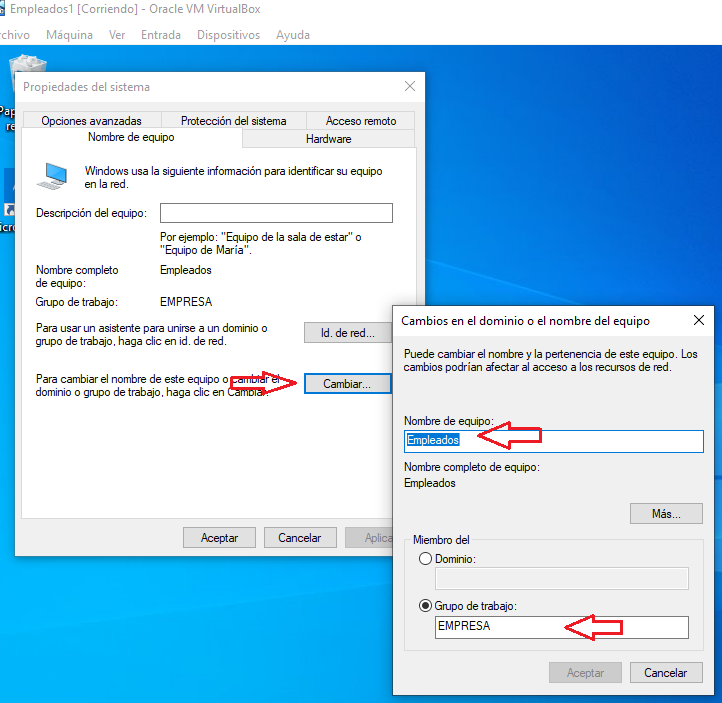 Empleados1 [Corriendo] - Oracle VM VirtualBox
rchivo Máquina Ver Entrada Dispositivos Ayuda
Pap
re
icro
Propiedades del sistema
Opciones avanzadas Protección del sistema Acceso remoto
Nombre de equipo Hardware
Windows usa la siguiente información para identificar su equipo
en la red.
Descripción del equipo:
Por ejemplo: "Equipo de la sala de estar" o
"Equipo de María".
Nombre completo
de equipo:
Empleados
Grupo de trabajo: EMPRESA
Para usar un asistente para unirse a un dominio o
grupo de trabajo, haga clic en id. de red.
Id. de red...
Para cambiar el nombre de este equipo o cambiar el
dominio o grupo de trabajo, haga clic en Cambiar.
Cambiar...
Aceptar Cancelar Aplica
Cambios en el dominio o el nombre del equipo
Puede cambiar el nombre y la pertenencia de este equipo. Los
cambios podrían afectar al acceso a los recursos de red.
Nombre de equipo:
Empleados
Nombre completo de equipo:
Empleados
Más...
Miembro del
Dominio:
Grupo de trabajo:
EMPRESA
Aceptar Cancelar